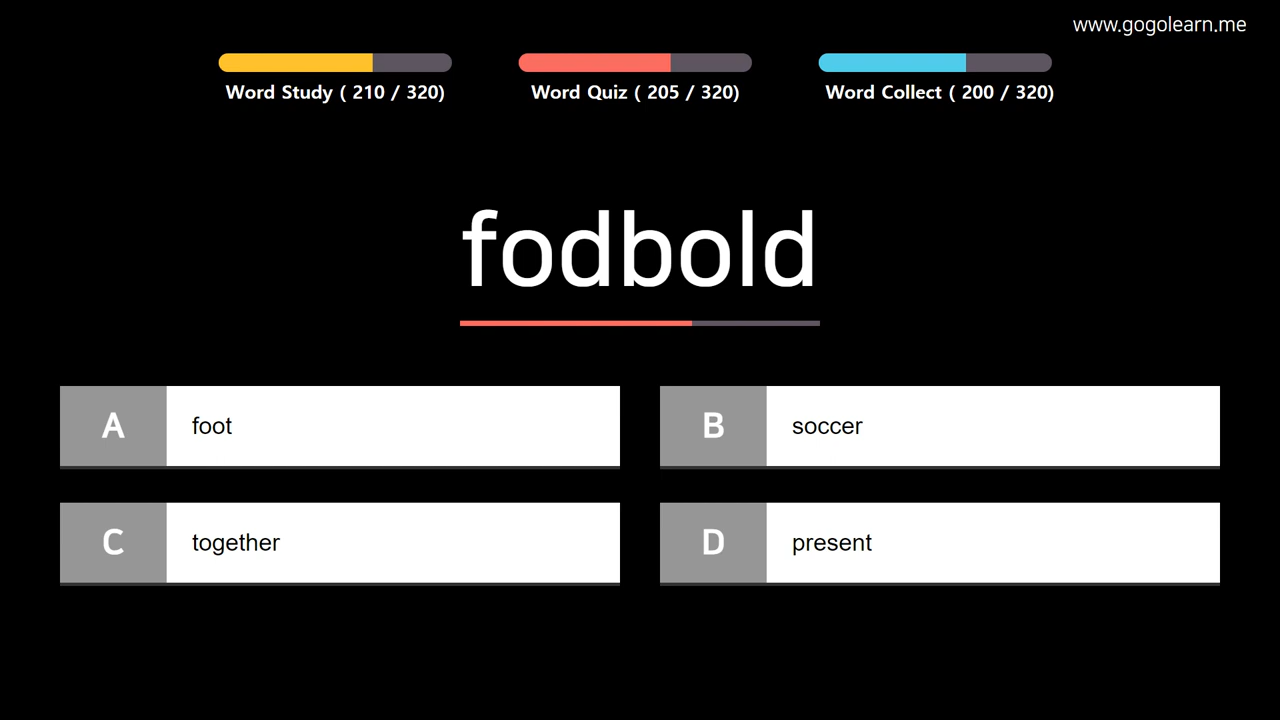 www.gogolearn.me
Word Study ( 210 / 320)
Word Quiz ( 205 / 320)
Word Collect ( 200 / 320)
fodbold
A foot
B soccer
C together
D present